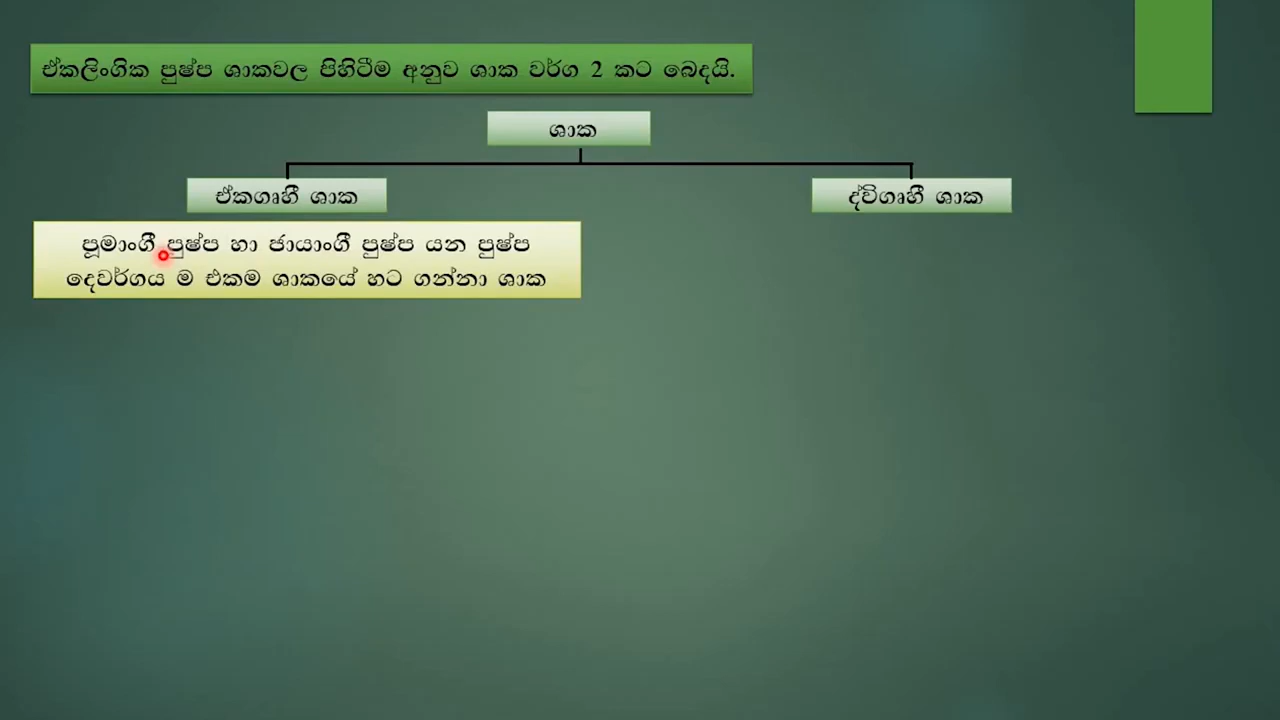 ඒකලිංගික පුෂ්ප ශාකවල පිහිටීම අනුව ශාක වර්ග 2 කට බෙදයි.
ශාක
ඒකගෘහී ශාක
ද්විගෘහී ශාක
පූමාංගී පුෂ්ප හා ජායාංගී පුෂ්ප යන පුෂ්ප
දෙවර්ගය ම එකම ශාකයේ හට ගන්නා ශාක